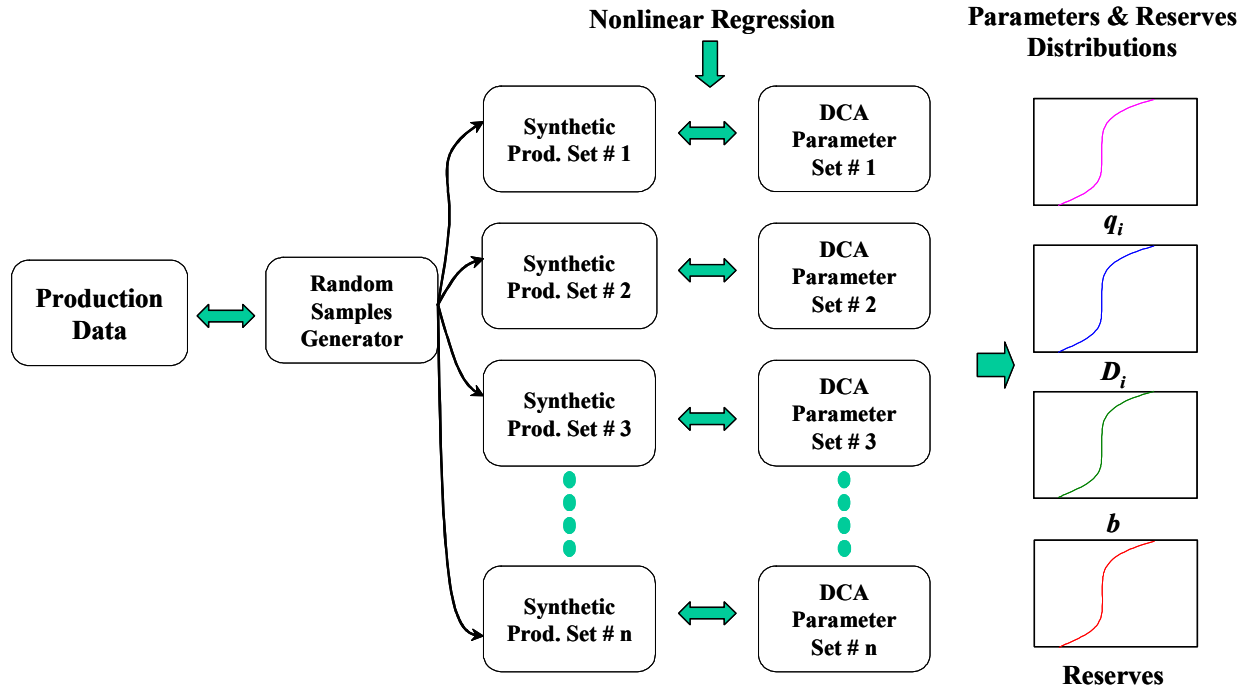 Nonlinear Regression
Parameters & Reserves
Distributions
Production
Data
Random
Samples
Generator
Synthetic
Prod. Set # 1
DCA
Parameter
Set # 1
Synthetic
Prod. Set # 2
DCA
Parameter
Set # 2
Synthetic
Prod. Set # 3
DCA
Parameter
Set # 3
Synthetic
Prod. Set # n
DCA
Parameter
Set # n
qi
Di
b
Reserves